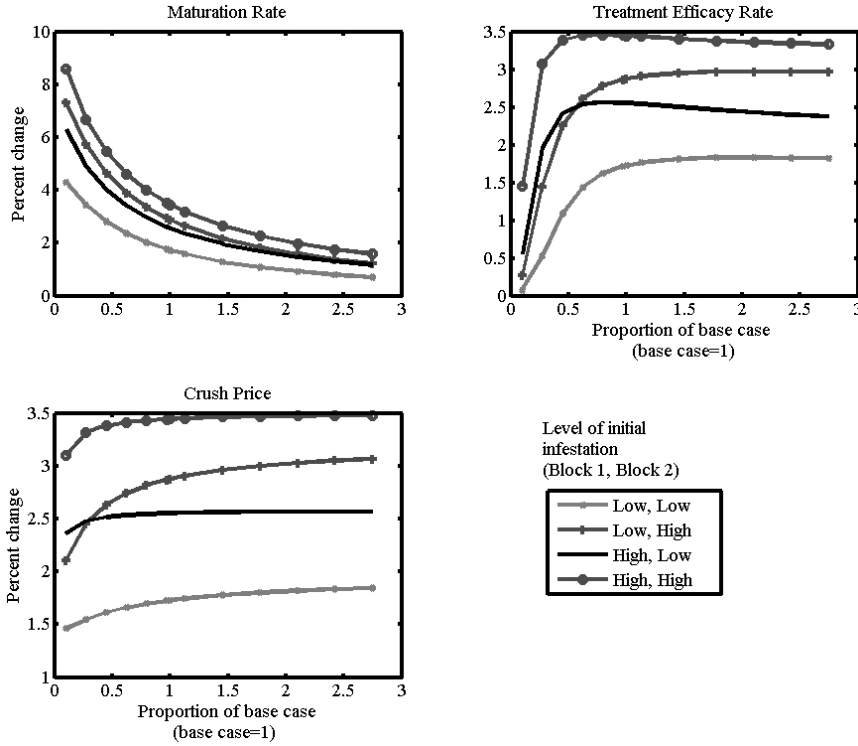 Maturation Rate
10
8
6
4
2
0
Percent change
0
0.5
1
1.5
2
2.5
3
Treatment Efficacy Rate
3.5
3
2.5
2
1.5
1
0.5
0
0
0.5
1
1.5
2
2.5
3
Proportion of base case
(base case=1)
Crush Price
3.5
3
2.5
2
1.5
1
Percent change
0
0.5
1
1.5
2
2.5
3
Proportion of base case
(base case=1)
Level of initial
infestation
(Block 1, Block 2)
Low, Low
Low, High
High, Low
High, High